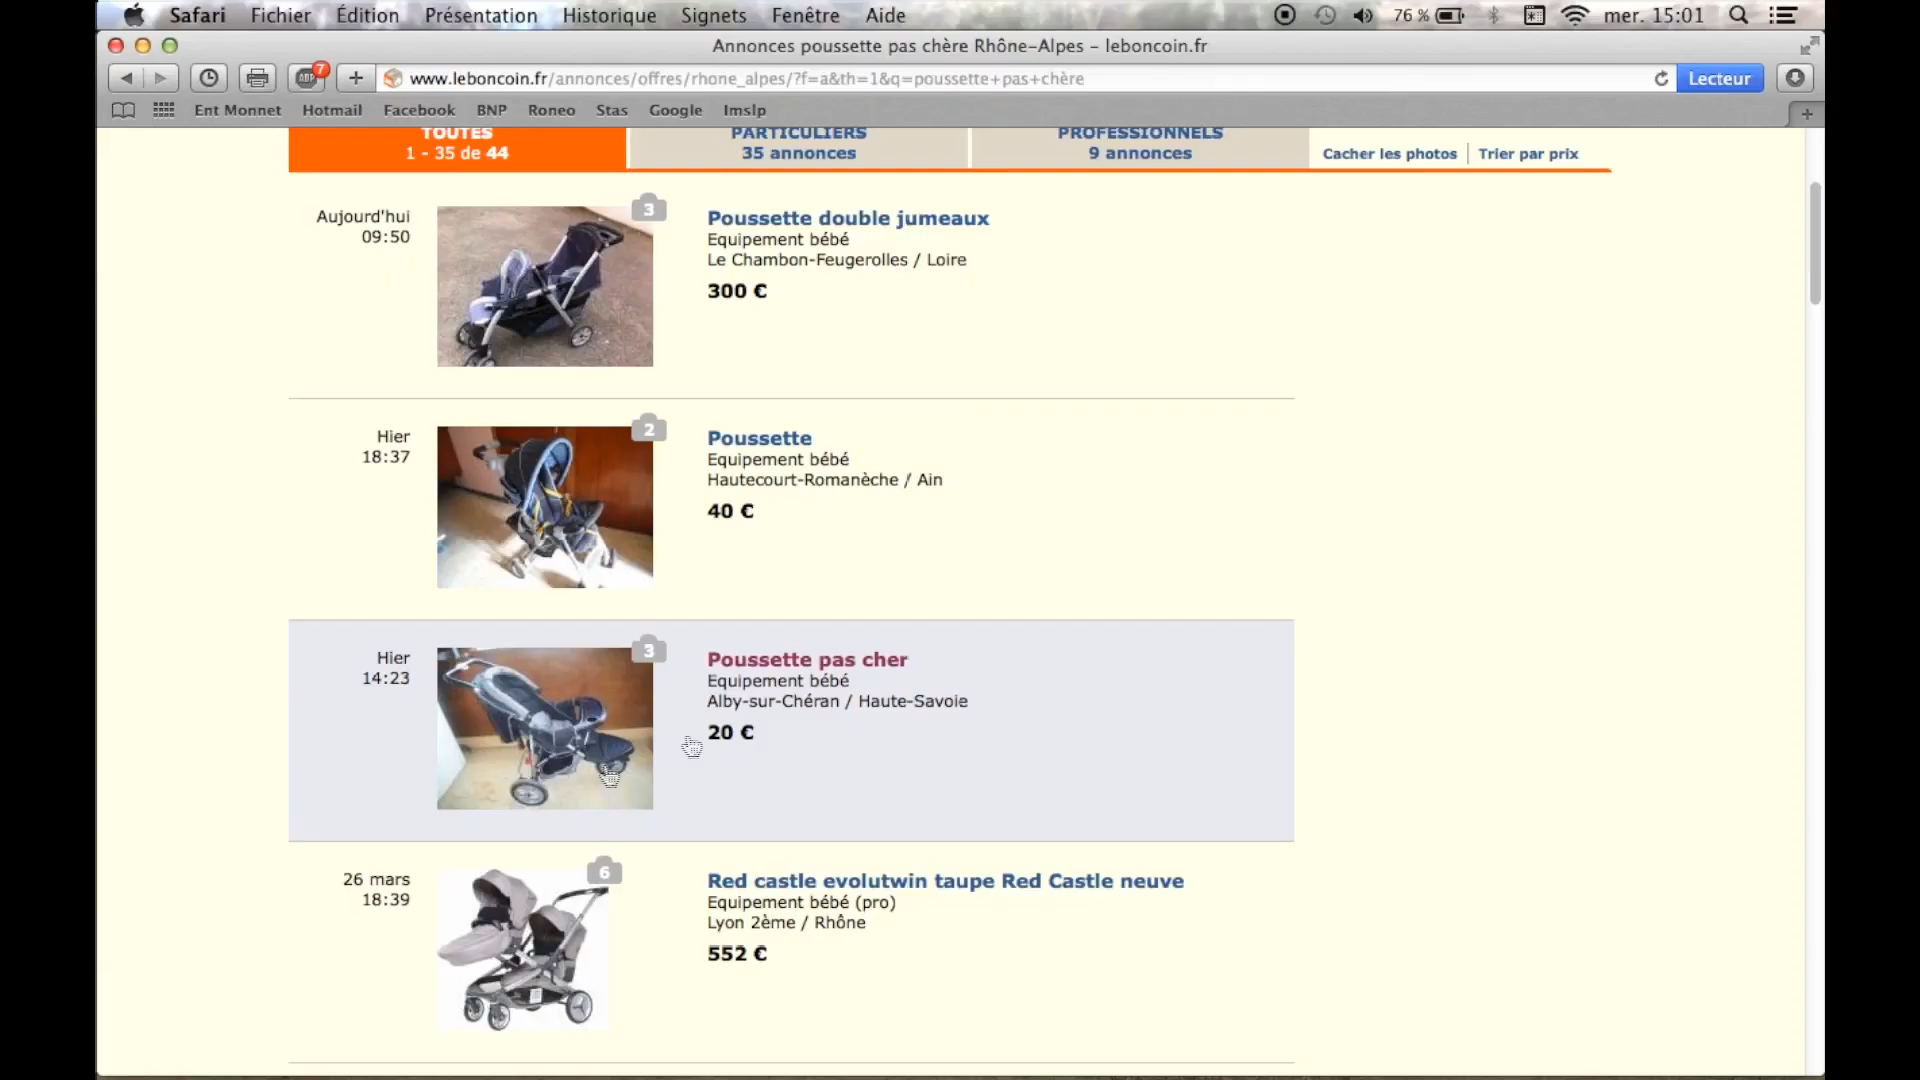 Safari Fichier Édition Présentation Historique Signets Fenêtre Aide 76 % mer. 15:01
Annonces poussette pas chère Rhône-Alpes – leboncoin.fr
ABP 7 www.leboncoin.fr/annonces/offres/rhone_alpes/?f=a&th=1&q=poussette+pas+chère Lecteur
Ent Monnet Hotmail Facebook BNP Roneo Stas Google Imslp
TOUTES PARTICULIERS PROFESSIONNELS
1 - 35 de 44 35 annonces 9 annonces Cacher les photos Trier par prix
Aujourd'hui
09:50
3
Poussette double jumeaux
Equipement bébé
Le Chambon-Feugerolles / Loire
300 €
Hier
18:37
2
Poussette
Equipement bébé
Hautecourt-Romanèche / Ain
40 €
Hier
14:23
3
Poussette pas cher
Equipement bébé
Alby-sur-Chéran / Haute-Savoie
20 €
26 mars
18:39
6
Red castle evolutwin taupe Red Castle neuve
Equipement bébé (pro)
Lyon 2ème / Rhône
552 €